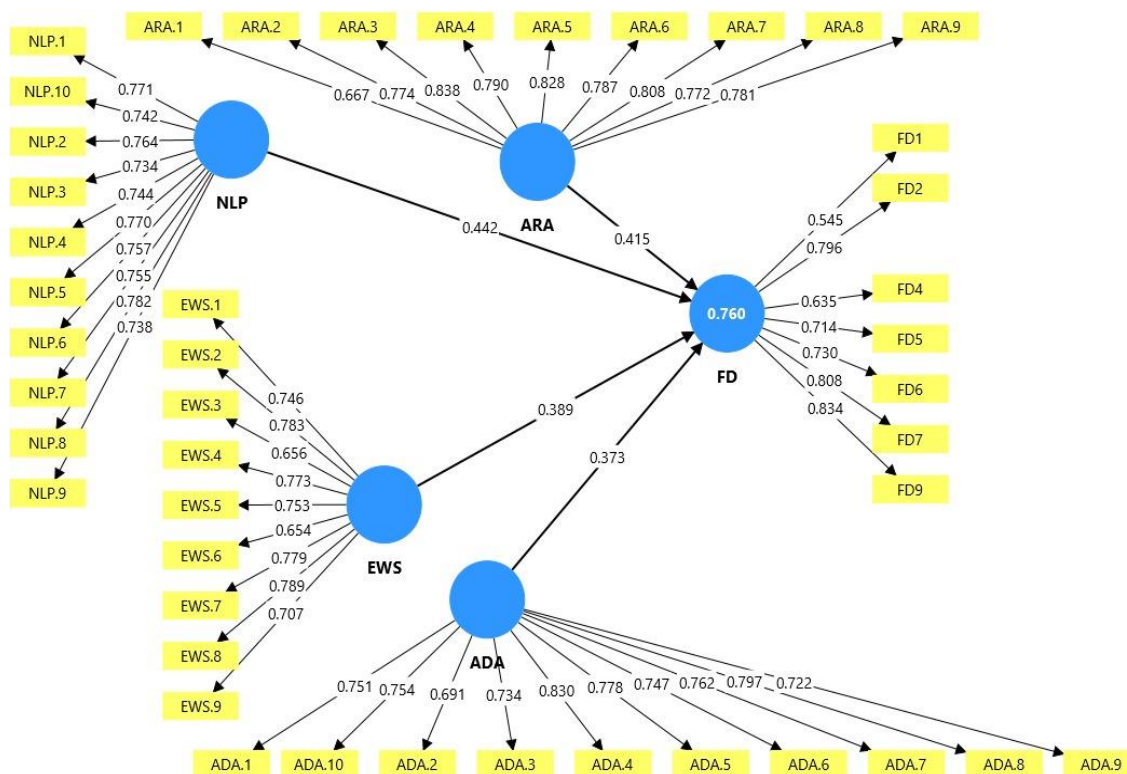 ARA.1 ARA.2 ARA.3 ARA.4 ARA.5 ARA.6 ARA.7 ARA.8 ARA.9
0.667 0.774 0.838 0.790 0.828 0.787 0.808 0.772 0.781
ARA
NLP.1
NLP.10
NLP.2
NLP.3
NLP.4
NLP.5
NLP.6
NLP.7
NLP.8
NLP.9
0.771
0.742
0.764
0.734
0.744
0.770
0.757
0.755
0.782
0.738
NLP
0.442
0.415
0.389
0.373
0.760
FD
FD1
FD2
FD4
FD5
FD6
FD7
FD9
0.545
0.796
0.635
0.714
0.730
0.808
0.834
EWS.1
EWS.2
EWS.3
EWS.4
EWS.5
EWS.6
EWS.7
EWS.8
EWS.9
0.746
0.783
0.656
0.773
0.753
0.654
0.779
0.789
0.707
EWS
ADA
0.751 0.754 0.691 0.734 0.830 0.778 0.747 0.762 0.797 0.722
ADA.1 ADA.10 ADA.2 ADA.3 ADA.4 ADA.5 ADA.6 ADA.7 ADA.8 ADA.9